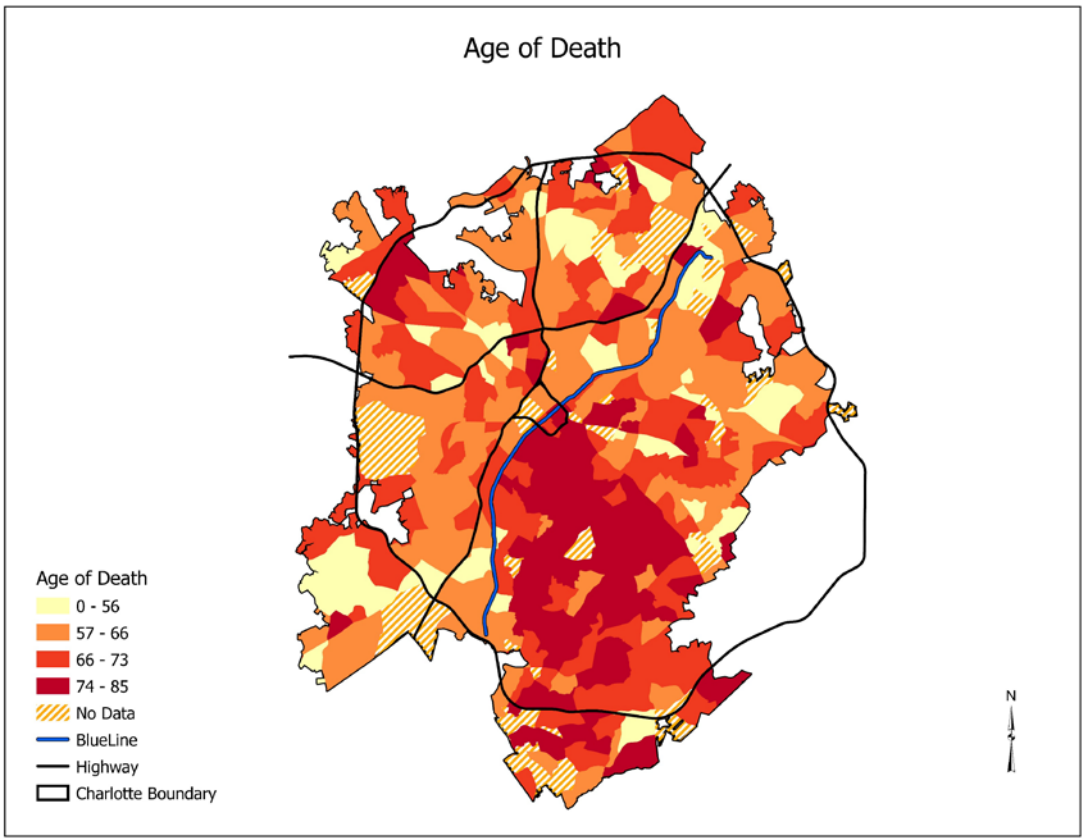 Age of Death
Age of Death
0 - 56
57 - 66
66 - 73
74 - 85
No Data
BlueLine
Highway
Charlotte Boundary
N